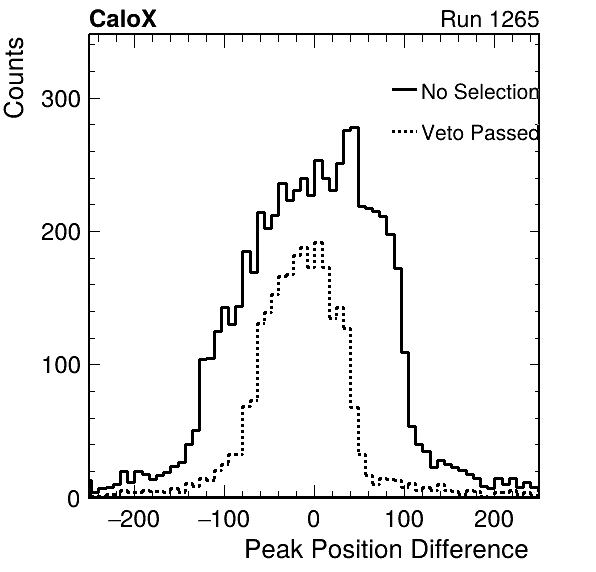 CaloX Run 1265
Counts
300
200
100
0
No Selection
Veto Passed
−200 −100 0 100 200
Peak Position Difference